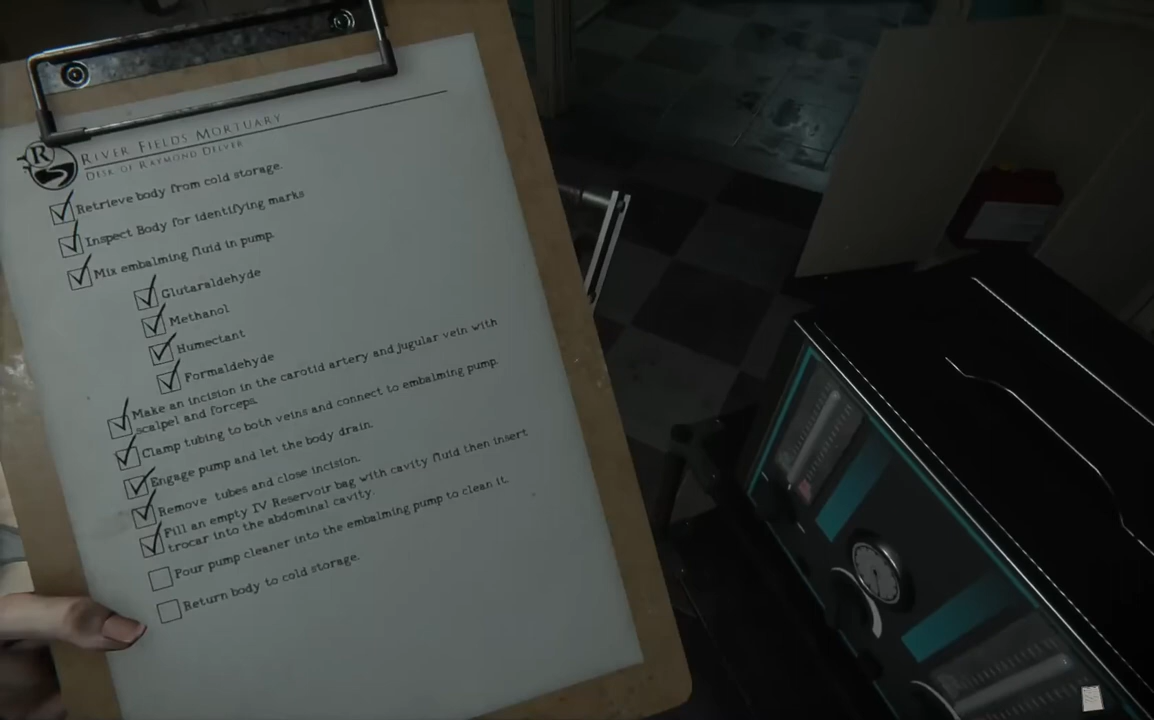 R
RIVER FIELDS MORTUARY
DESK OF RAYMOND DELVER
Retrieve body from cold storage.
Inspect Body for identifying marks
Mix embalming fluid in pump.
Glutaraldehyde
Methanol
Humectant
Formaldehyde
Make an incision in the carotid artery and jugular vein with
scalpel and forceps.
Clamp tubing to both veins and connect to embalming pump.
Engage pump and let the body drain.
Remove tubes and close incision.
Fill an empty IV Reservoir bag with cavity fluid then insert
trocar into the abdominal cavity.
Pour pump cleaner into the embalming pump to clean it.
Return body to cold storage.